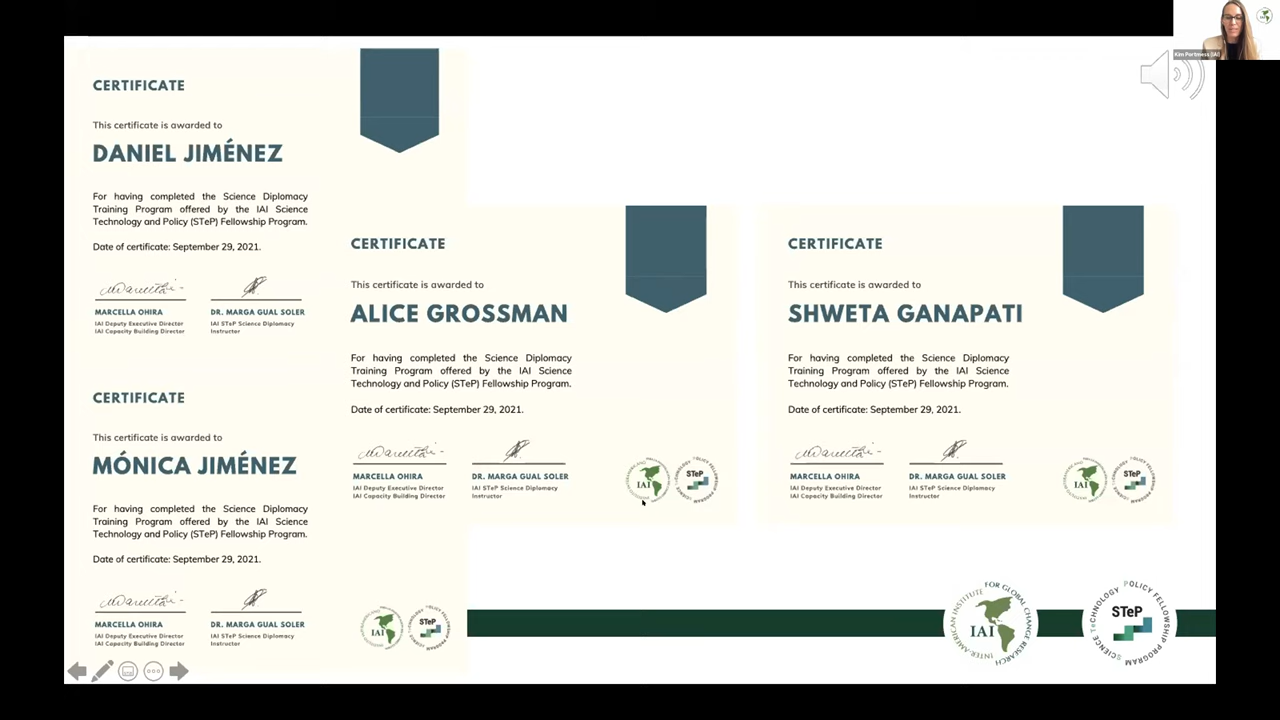 CERTIFICATE
This certificate is awarded to
DANIEL JIMÉNEZ
For having completed the Science Diplomacy
Training Program offered by the IAI Science
Technology and Policy (STeP) Fellowship Program.
Date of certificate: September 29, 2021.
MARCELLA OHIRA
IAI Deputy Executive Director
IAI Capacity Building Director
DR. MARGA GUAL SOLER
IAI STeP Science Diplomacy
Instructor
CERTIFICATE
This certificate is awarded to
MÓNICA JIMÉNEZ
For having completed the Science Diplomacy
Training Program offered by the IAI Science
Technology and Policy (STeP) Fellowship Program.
Date of certificate: September 29, 2021.
MARCELLA OHIRA
IAI Deputy Executive Director
IAI Capacity Building Director
DR. MARGA GUAL SOLER
IAI STeP Science Diplomacy
Instructor
IAI
STeP
CERTIFICATE
This certificate is awarded to
ALICE GROSSMAN
For having completed the Science Diplomacy
Training Program offered by the IAI Science
Technology and Policy (STeP) Fellowship Program.
Date of certificate: September 29, 2021.
MARCELLA OHIRA
IAI Deputy Executive Director
IAI Capacity Building Director
DR. MARGA GUAL SOLER
IAI STeP Science Diplomacy
Instructor
IAI
STeP
CERTIFICATE
This certificate is awarded to
SHWETA GANAPATI
For having completed the Science Diplomacy
Training Program offered by the IAI Science
Technology and Policy (STeP) Fellowship Program.
Date of certificate: September 29, 2021.
MARCELLA OHIRA
IAI Deputy Executive Director
IAI Capacity Building Director
DR. MARGA GUAL SOLER
IAI STeP Science Diplomacy
Instructor
IAI
STeP
INTER-AMERICAN INSTITUTE FOR GLOBAL CHANGE RESEARCH
IAI
SCIENCE TeCHNOLOGY POLICY FELLOWSHIP PROGRAM
STeP